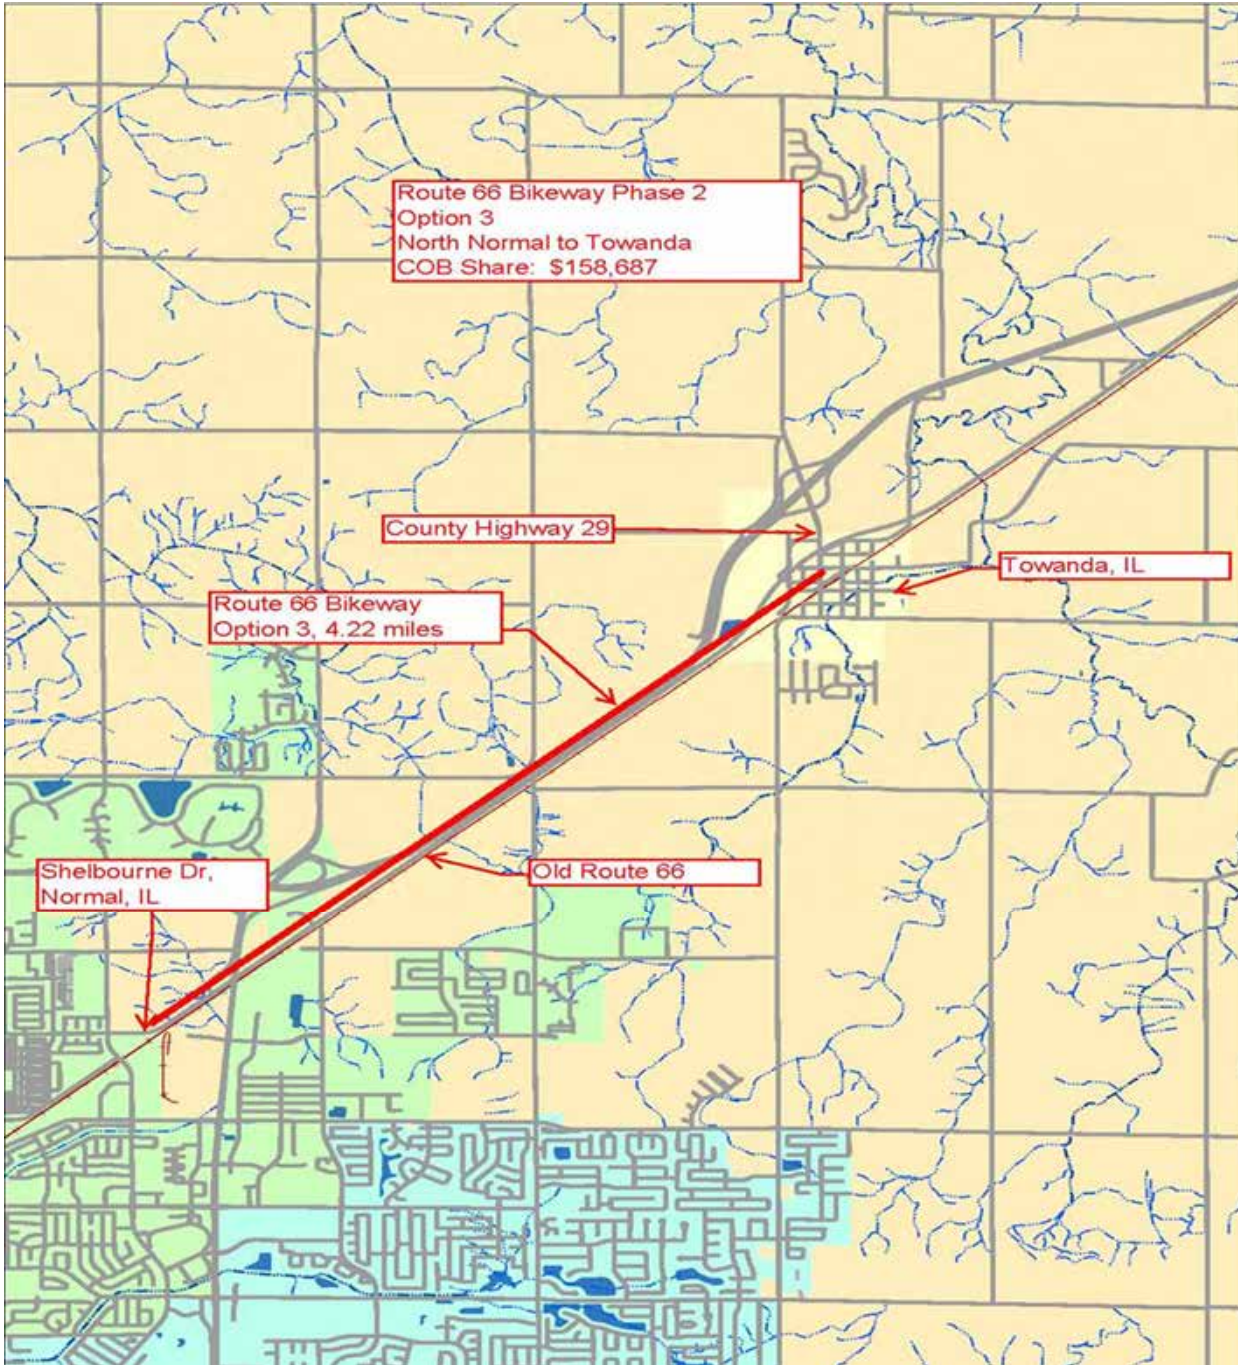 Route 66 Bikeway Phase 2
Option 3
North Normal to Towanda
COB Share: $158,687
County Highway 29
Towanda, IL
Route 66 Bikeway
Option 3, 4.22 miles
Shelbourne Dr,
Normal, IL
Old Route 66